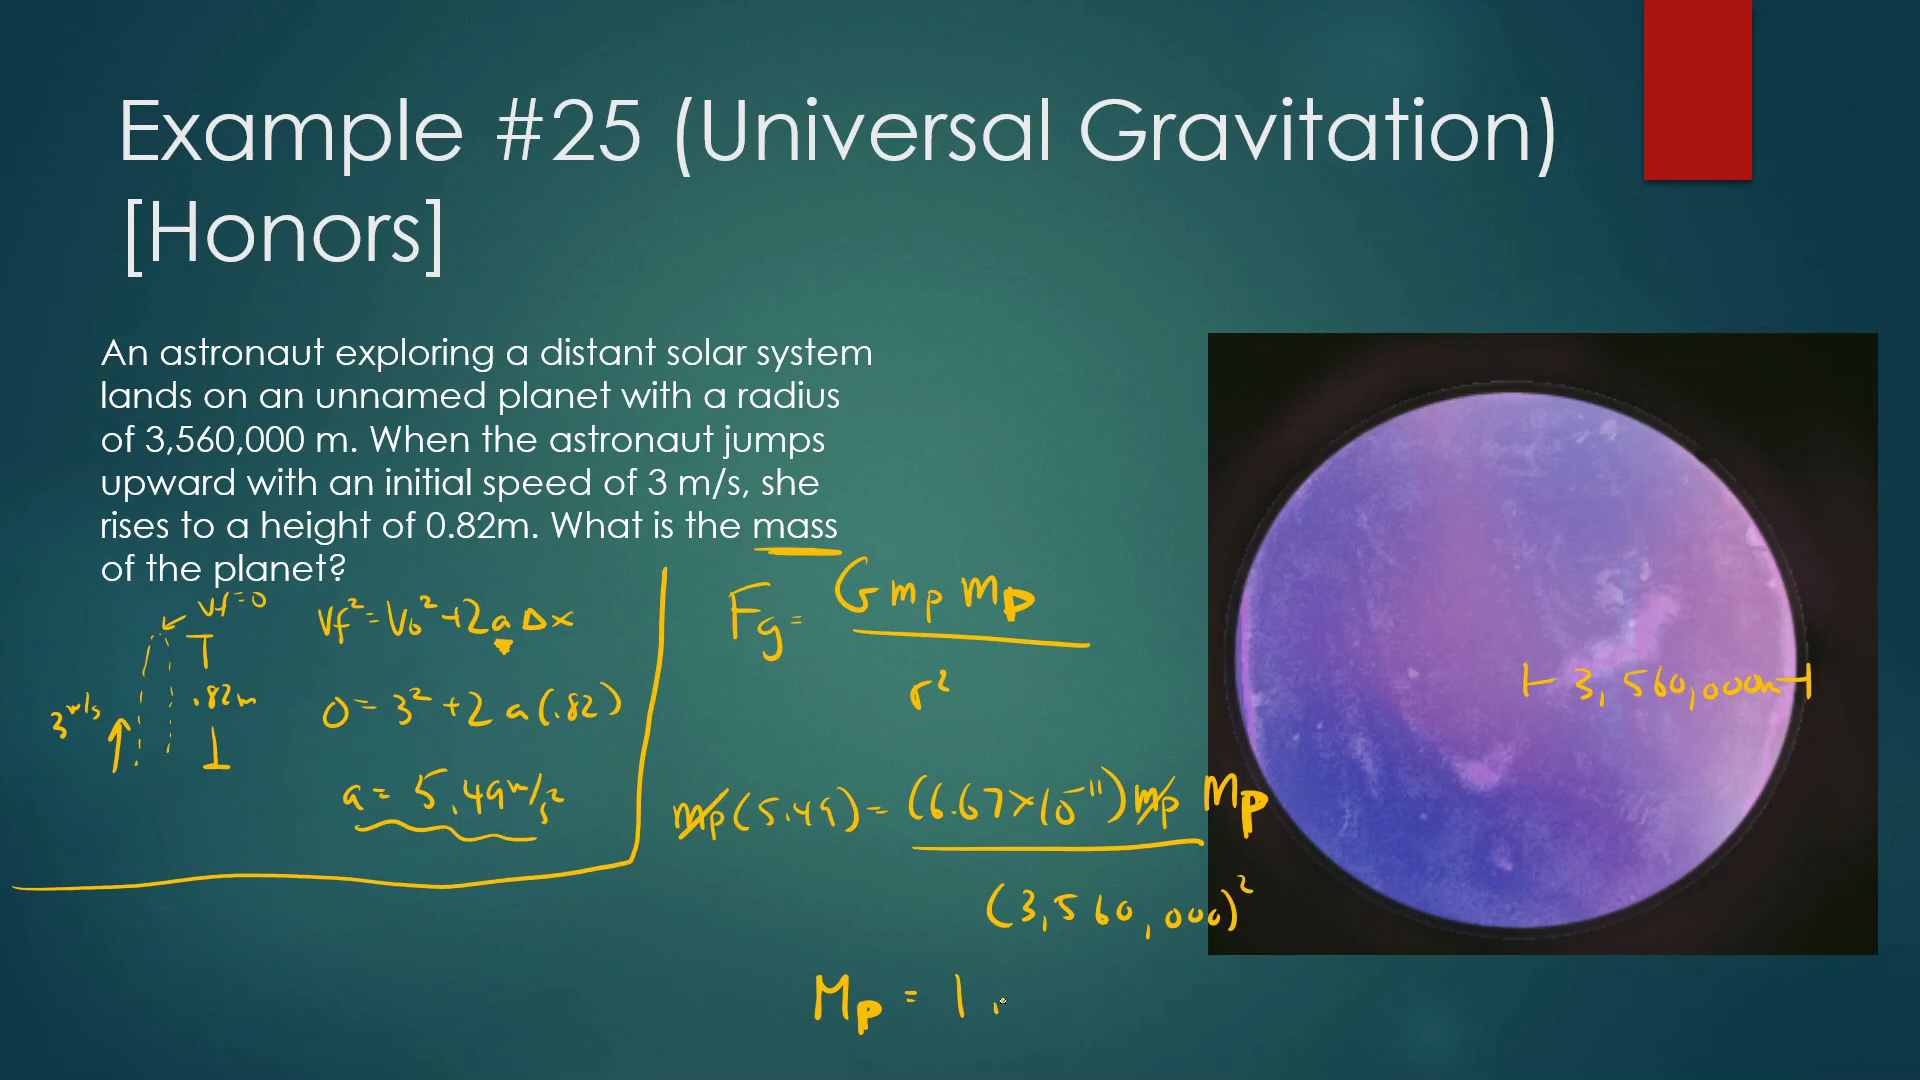 Example #25 (Universal Gravitation)
[Honors]
An astronaut exploring a distant solar system
lands on an unnamed planet with a radius
of 3,560,000 m. When the astronaut jumps
upward with an initial speed of 3 m/s, she
rises to a height of 0.82m. What is the mass
of the planet?
Vf=0
.82m
3 m/s
Vf² = V₀² + 2aΔx
0 = 3² + 2a(.82)
a = 5.49 m/s²
Fg = G mp Mp
r²
mp(5.49) = (6.67×10⁻¹¹) mp Mp
(3,560,000)²
Mp = 1.
3,560,000m